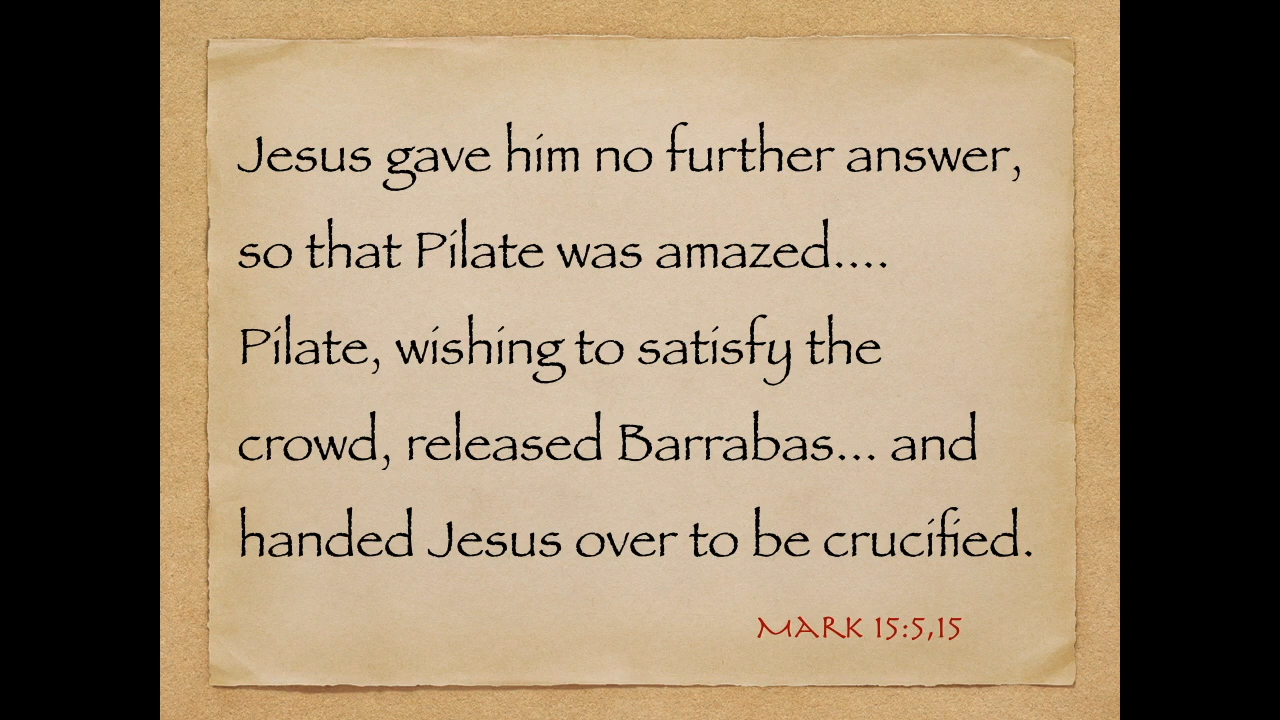 Jesus gave him no further answer,
so that Pilate was amazed....
Pilate, wishing to satisfy the
crowd, released Barrabas... and
handed Jesus over to be crucified.
Mark 15:5,15